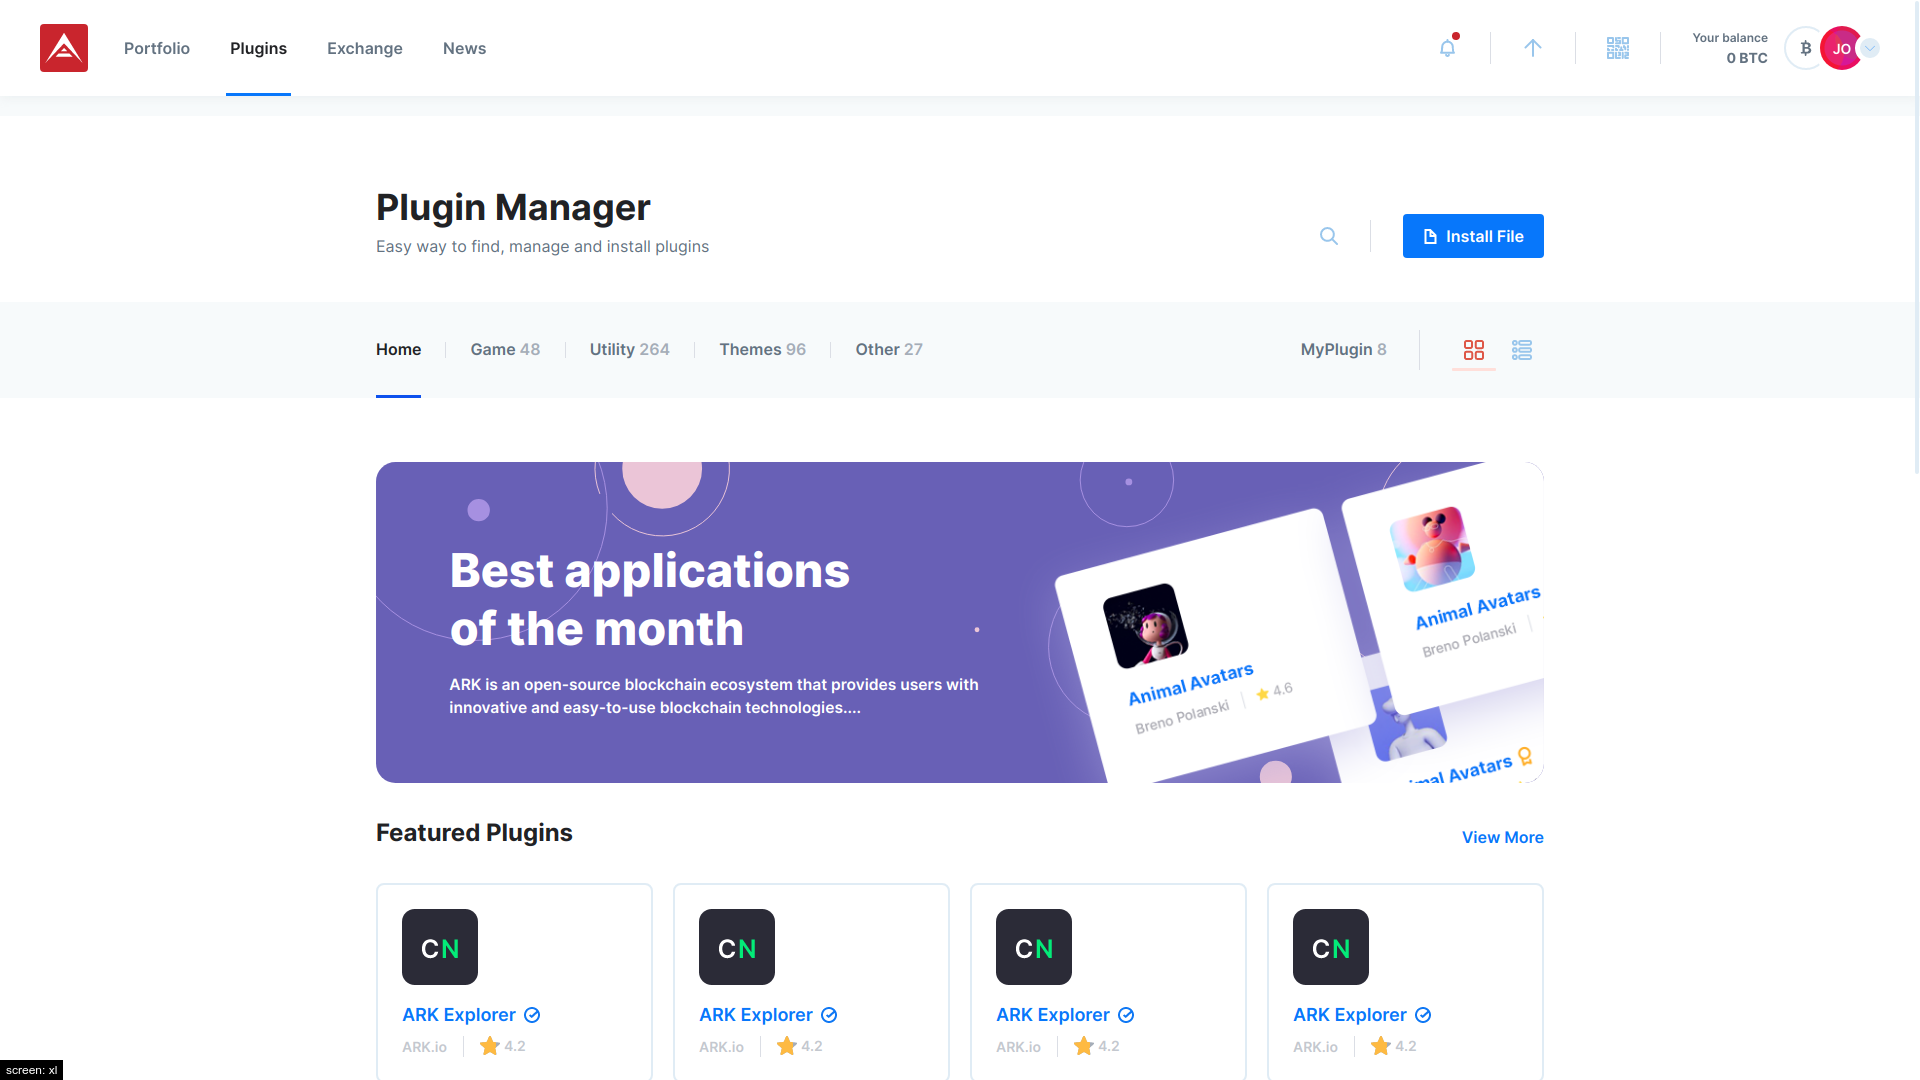 Portfolio
Plugins
Exchange
News
Your balance
0 BTC
JO
Plugin Manager
Easy way to find, manage and install plugins
Install File
Home
Game 48
Utility 264
Themes 96
Other 27
MyPlugin 8
Best applications
of the month
ARK is an open-source blockchain ecosystem that provides users with
innovative and easy-to-use blockchain technologies....
Animal Avatars
Breno Polanski
4.6
Animal Avatars
Breno Polanski
mal Avatars
Featured Plugins
View More
CN
ARK Explorer
ARK.io
4.2
CN
ARK Explorer
ARK.io
4.2
CN
ARK Explorer
ARK.io
4.2
CN
ARK Explorer
ARK.io
4.2
screen: xl